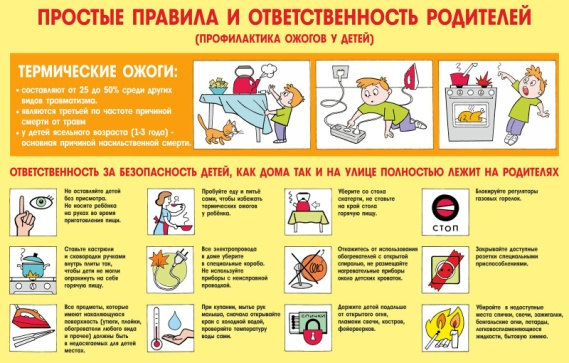 ПРОСТЫЕ ПРАВИЛА И ОТВЕТСТВЕННОСТЬ РОДИТЕЛЕЙ
(ПРОФИЛАКТИКА ОЖОГОВ У ДЕТЕЙ)
ТЕРМИЧЕСКИЕ ОЖОГИ:
• составляют от 25 до 50% среди других
видов травматизма.
• являются третьей по частоте причиной
смерти от травм
• у детей ясельного возраста (1-3 года) -
основная причиной насильственной смерти.
ОТВЕТСТВЕННОСТЬ ЗА БЕЗОПАСНОСТЬ ДЕТЕЙ, КАК ДОМА ТАК И НА УЛИЦЕ ПОЛНОСТЬЮ ЛЕЖИТ НА РОДИТЕЛЯХ
Не оставляйте детей
без присмотра.
Не носите ребёнка
на руках во время
приготовления пищи.
Пробуйте еду и питьё
сами, чтобы избежать
термических ожогов
у ребёнка.
Уберите со стола
скатерти, не ставьте
на край стола
горячую пищу.
СТОП
Блокируйте регуляторы
газовых горелок.
Ставьте кастрюли
и сковородки ручками
внутрь плиты так,
чтобы дети не могли
опрокинуть на себя
горячую пищу.
Все электропровода
в доме уберите
в специальные короба.
Не используйте
приборы с неисправной
проводкой.
Откажитесь от использования
обогревателей с открытой
спиралью, не размещайте
нагревательные приборы
около детских кроваток.
Закрывайте доступные
розетки специальными
приспособлениями.
Все предметы, которые
имеют накаляющуюся
поверхность (утюги, плойки,
обогреватели любого вида
и прочее) должны быть
в недосягаемых для детей
местах.
При купании, мытье рук
малыша, сначала открывайте
кран с холодной водой,
проверяйте температуру
воды сами.
СПИЧКИ
Держите детей подальше
от открытого огня,
пламени свечи, костров,
фейерверков.
Убирайте в недоступные
места спички, свечи, зажигалки,
бенгальские огни, петарды,
легковоспламеняющиеся
жидкости, бытовую химию.